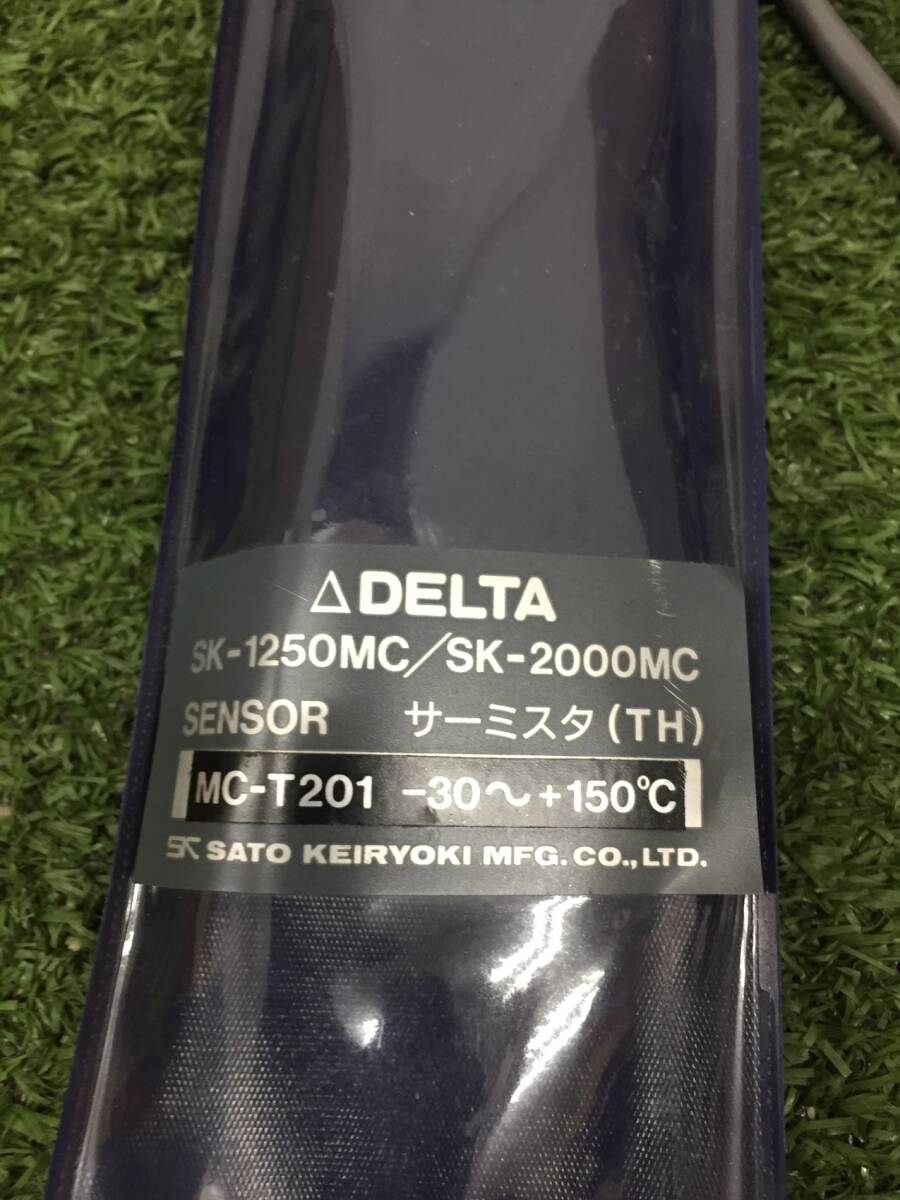 △DELTA
SK-1250MC/SK-2000MC
SENSOR サーミスタ(TH)
MC-T201 -30〜+150℃
SK SATO KEIRYOKI MFG.CO.,LTD.